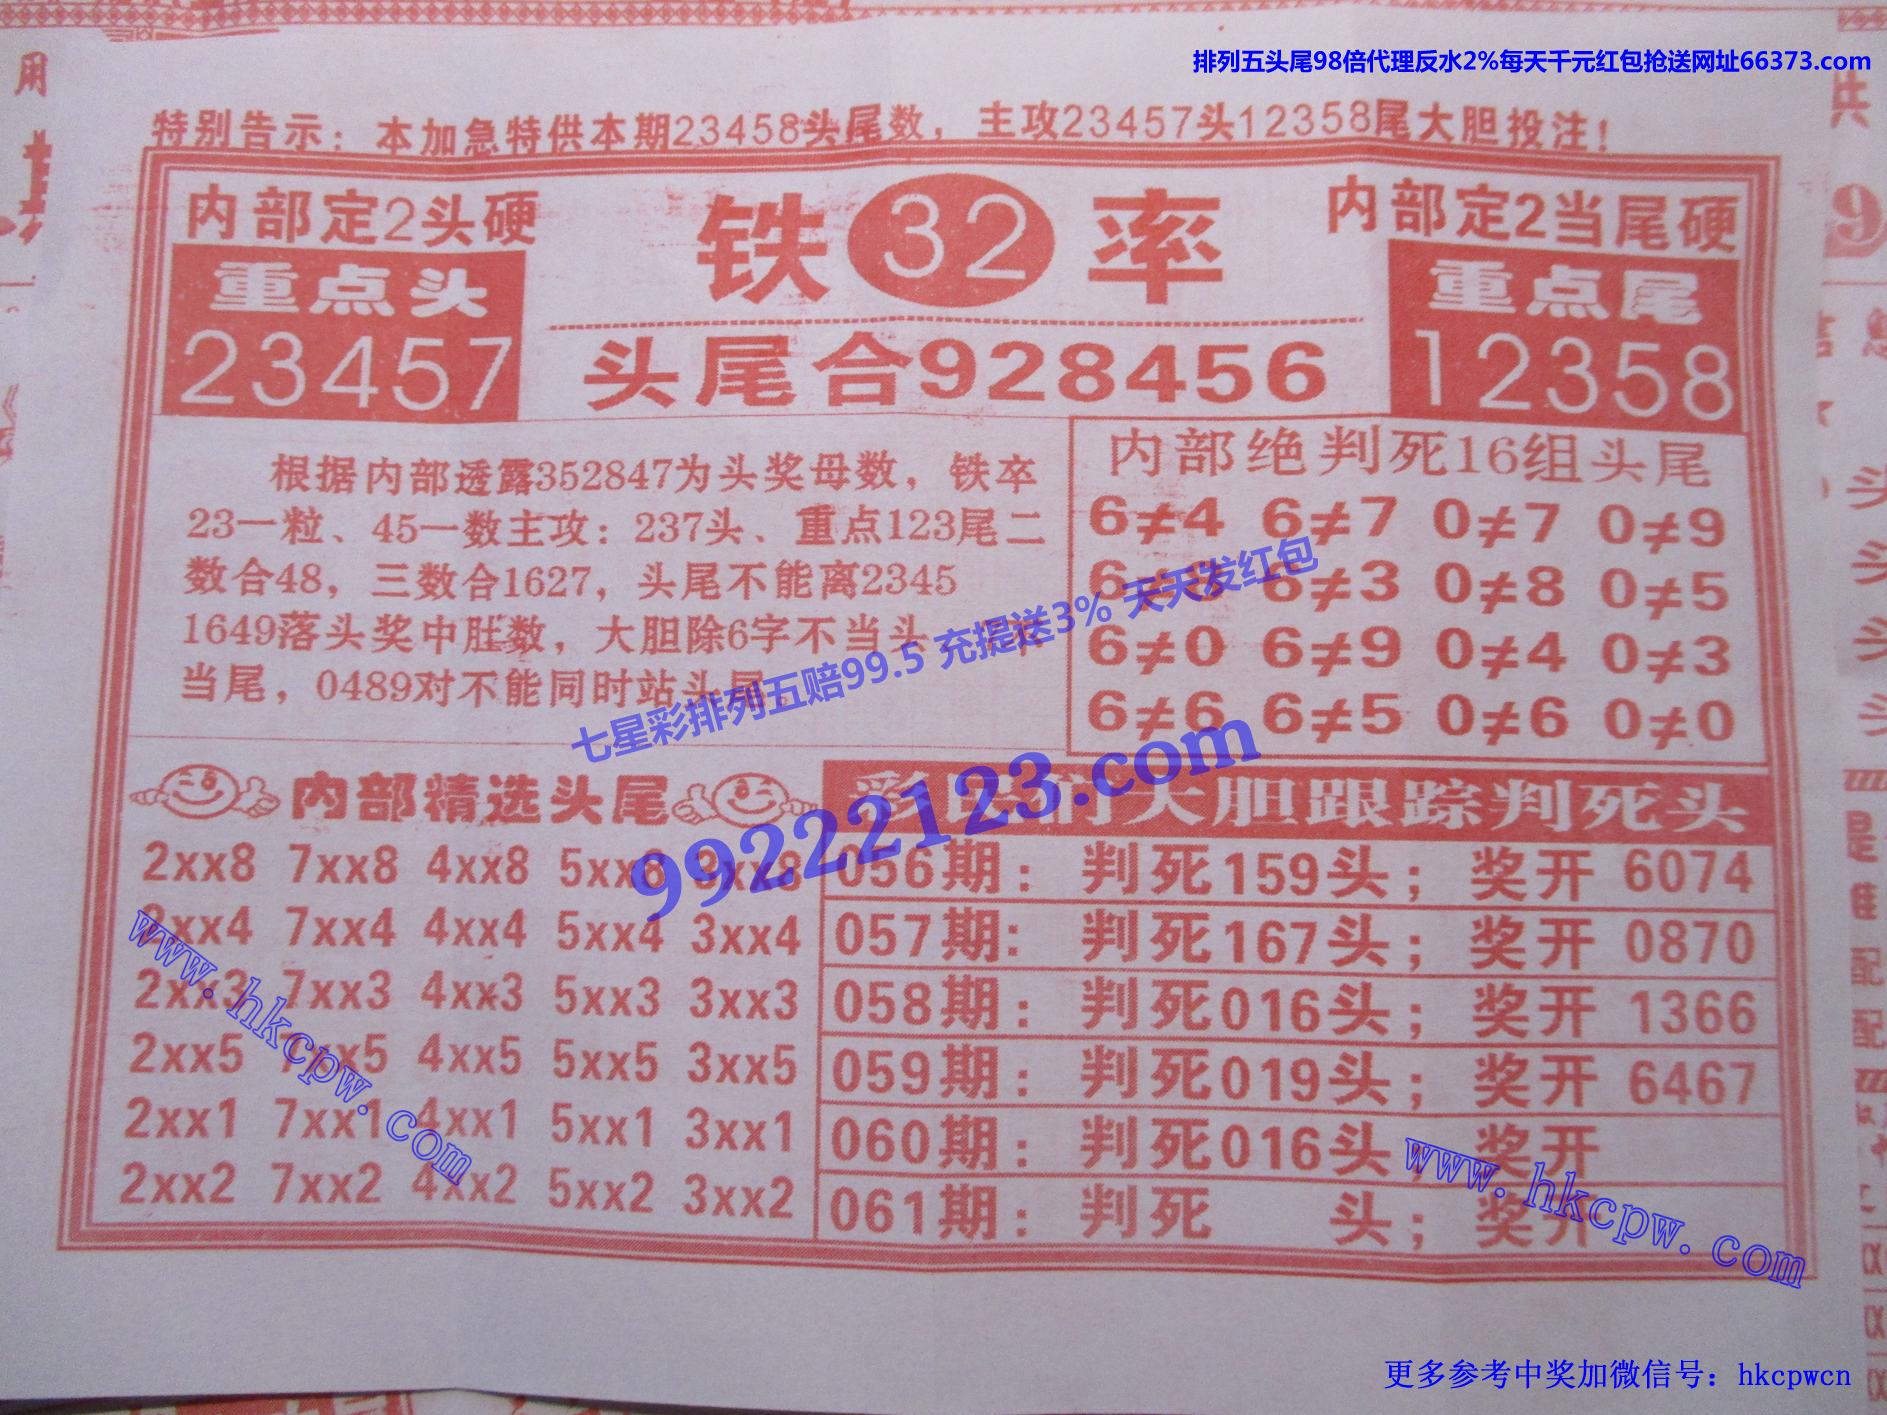 排列五头尾98倍代理反水2%每天千元红包抢送网址66373.com
特别告示：本加急特供本期23458头尾数，主攻23457头12358尾大胆投注！
内部定2头硬
铁32率
内部定2当尾硬
重点头
23457
头尾合928456
重点尾
12358
根据内部透露352847为头奖母数，铁卒
23一粒、45一数主攻：237头、重点123尾二
数合48，三数合1627，头尾不能离2345
1649落头奖中肚数，大胆除6字不当头
当尾，0489对不能同时站头尾。
内部绝判死16组头尾
6≠4 6≠7 0≠7 0≠9
6≠8 6≠3 0≠8 0≠5
6≠0 6≠9 0≠4 0≠3
6≠6 6≠5 0≠6 0≠0
七星彩排列五赔99.5 充提送3% 天天发红包
99222123.com
内部精选头尾
2xx8 7xx8 4xx8 5xx8 3xx8
2xx4 7xx4 4xx4 5xx4 3xx4
2xx3 7xx3 4xx3 5xx3 3xx3
2xx5 7xx5 4xx5 5xx5 3xx5
2xx1 7xx1 4xx1 5xx1 3xx1
2xx2 7xx2 4xx2 5xx2 3xx2
彩民们大胆跟踪判死头
056期：判死159头；奖开 6074
057期：判死167头；奖开 0870
058期：判死016头；奖开 1366
059期：判死019头；奖开 6467
060期：判死016头；奖开
061期：判死 头；奖开
www.hkcpw.com
www.hkcpw.com
更多参考中奖加微信号：hkcpwcn